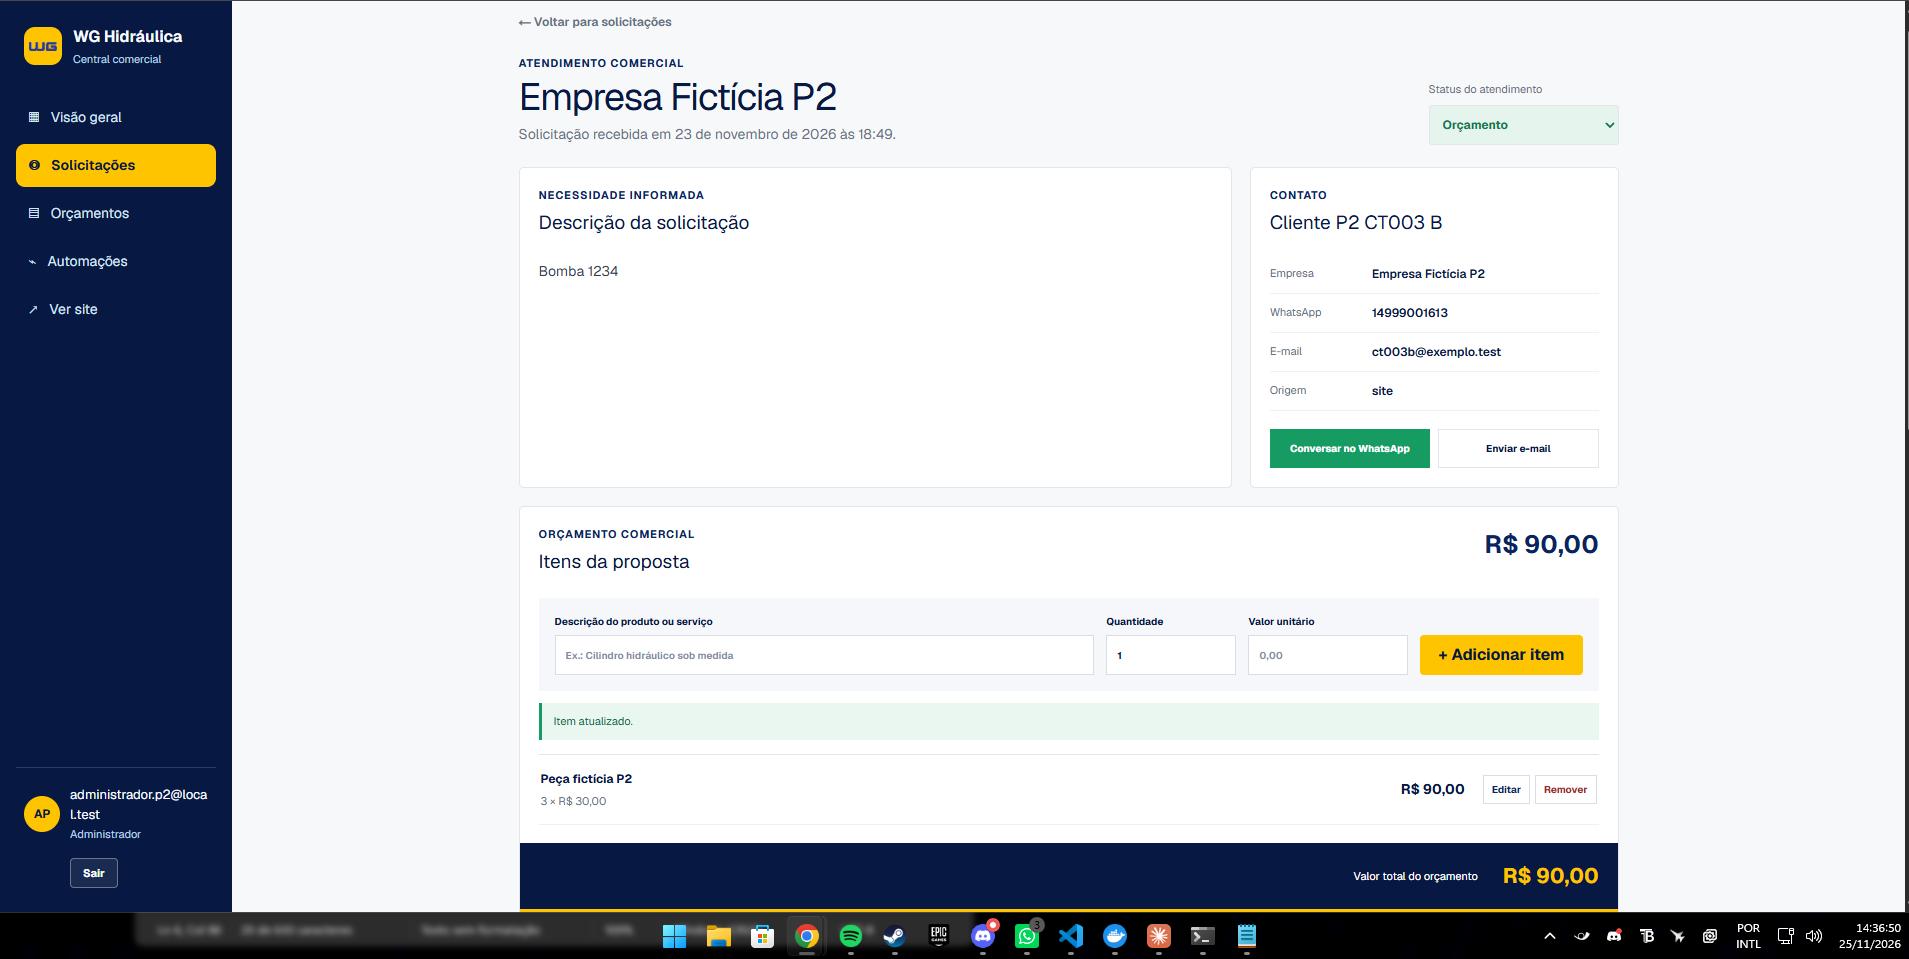 WG
WG Hidráulica
Central comercial
Visão geral
Solicitações
Orçamentos
Automações
Ver site
administrador.p2@loca
l.test
AP
Administrador
Sair
← Voltar para solicitações
ATENDIMENTO COMERCIAL
Empresa Fictícia P2
Solicitação recebida em 23 de novembro de 2026 às 18:49.
Status do atendimento
Orçamento
NECESSIDADE INFORMADA
Descrição da solicitação
Bomba 1234
CONTATO
Cliente P2 CT003 B
Empresa Empresa Fictícia P2
WhatsApp 14999001613
E-mail ct003b@exemplo.test
Origem site
Conversar no WhatsApp Enviar e-mail
ORÇAMENTO COMERCIAL
Itens da proposta
R$ 90,00
Descrição do produto ou serviço Quantidade Valor unitário
Ex.: Cilindro hidráulico sob medida 1 0,00 + Adicionar item
Item atualizado.
Peça fictícia P2
3 × R$ 30,00
R$ 90,00 Editar Remover
Valor total do orçamento R$ 90,00
EPIC
GAMES
3
POR
INTL
14:36:50
25/11/2026